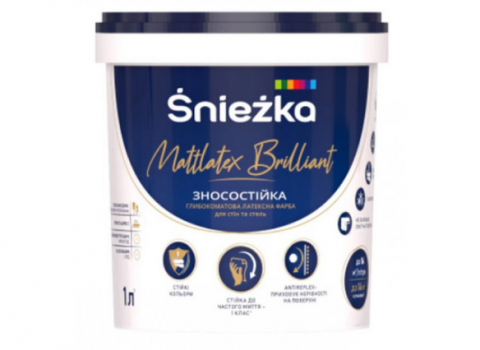 Śnieżka
Mattlatex Brilliant
ЗНОСОСТІЙКА
ГЛИБОКОМАТОВА ЛАТЕКСНА ФАРБА
для стін та стель
СТІЙКІ
КОЛЬОРИ
СТІЙКА ДО
ЧАСТОГО МИТТЯ –
I КЛАС
ANTIREFLEX–
ПРИХОВУЄ НЕРІВНОСТІ
НА ПОВЕРХНІ
1л